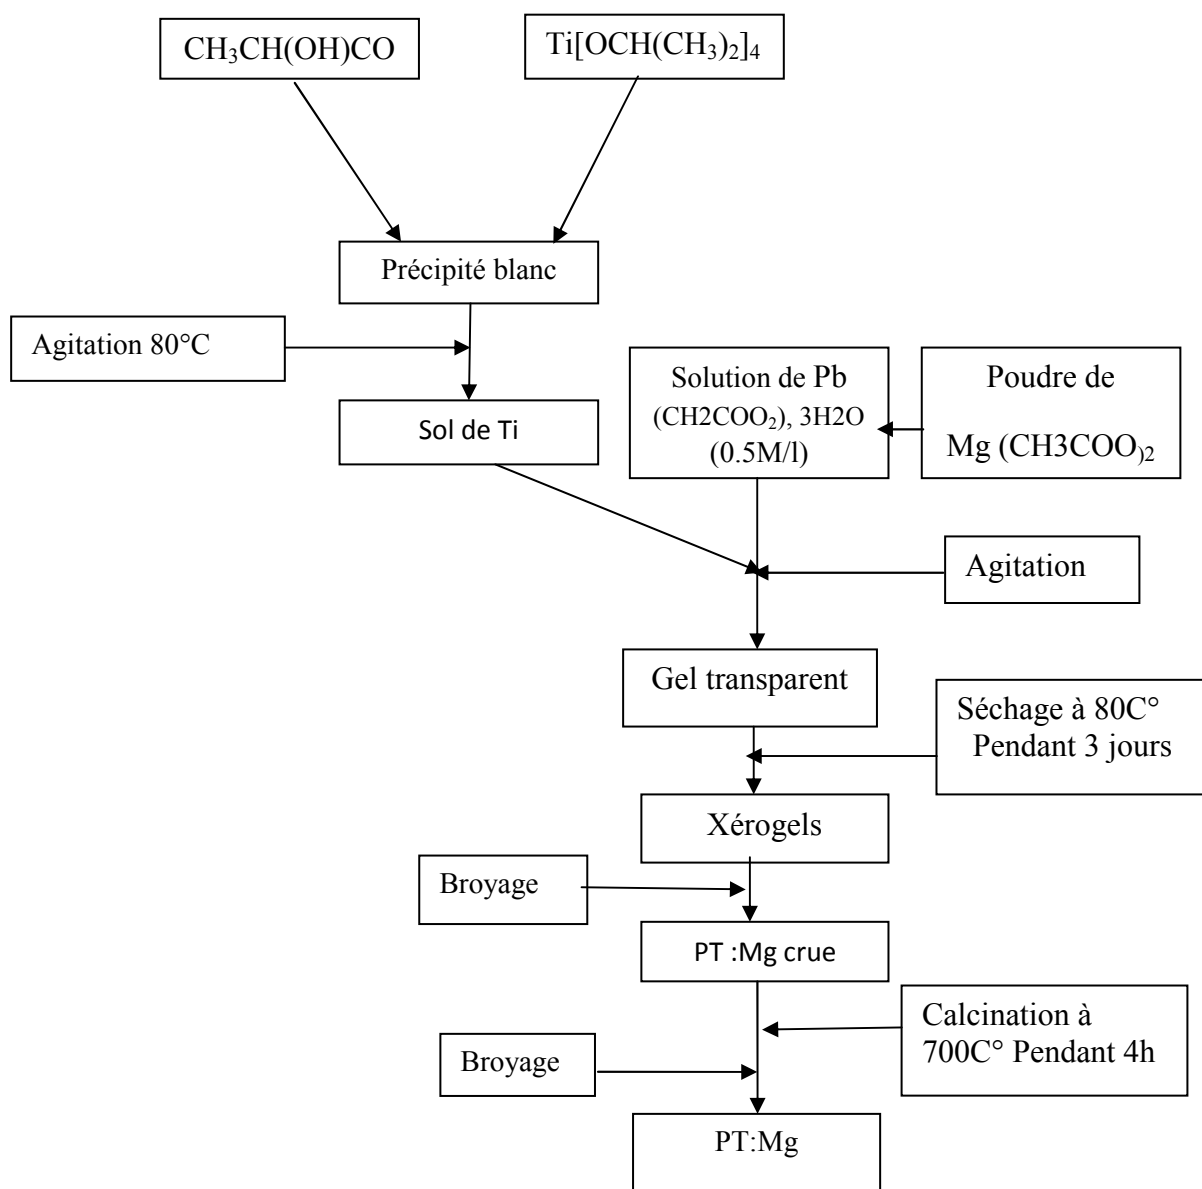 CH₃CH(OH)CO
Ti[OCH(CH₃)₂]₄
Précipité blanc
Agitation 80°C
Sol de Ti
Solution de Pb
(CH2COO₂), 3H2O
(0.5M/l)
Poudre de
Mg (CH3COO)₂
Agitation
Gel transparent
Séchage à 80C°
Pendant 3 jours
Xérogels
Broyage
PT :Mg crue
Calcination à
700C° Pendant 4h
Broyage
PT:Mg